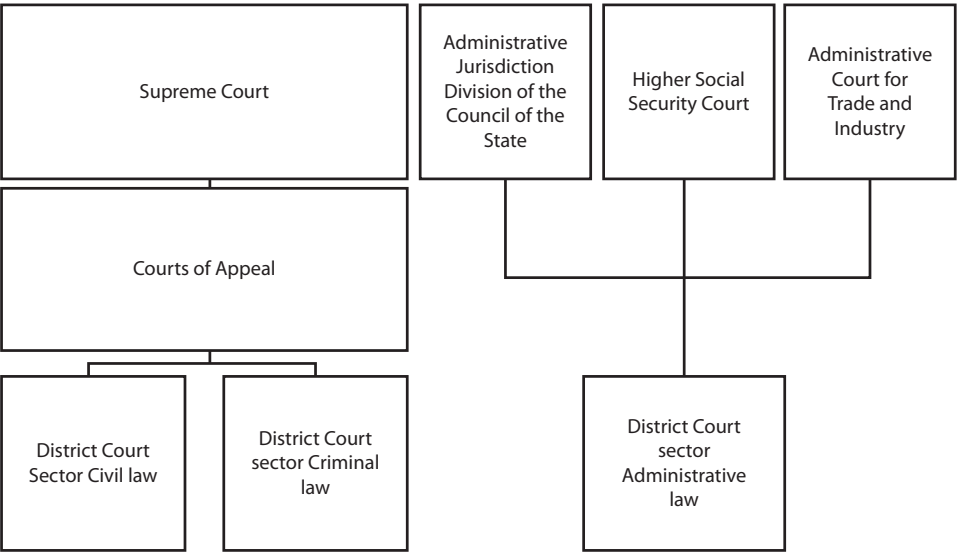 Supreme Court
Administrative
Jurisdiction
Division of the
Council of the
State
Higher Social
Security Court
Administrative
Court for
Trade and
Industry
Courts of Appeal
District Court
Sector Civil law
District Court
sector Criminal
law
District Court
sector
Administrative
law